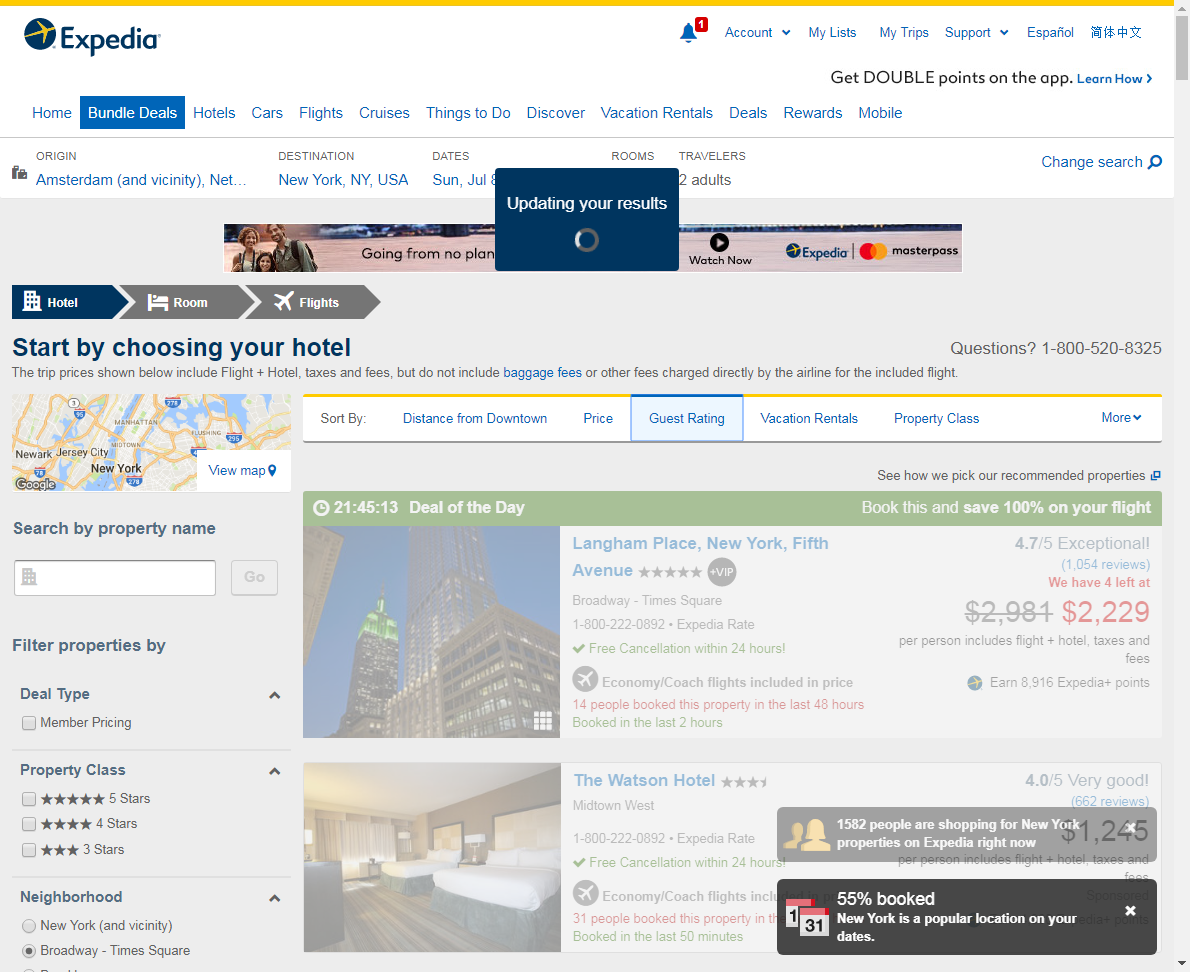 Expedia
1
Account
My Lists
My Trips
Support
Español
简体中文
Get DOUBLE points on the app. Learn How
Home
Bundle Deals
Hotels
Cars
Flights
Cruises
Things to Do
Discover
Vacation Rentals
Deals
Rewards
Mobile
ORIGIN
Amsterdam (and vicinity), Net...
DESTINATION
New York, NY, USA
DATES
Sun, Jul
ROOMS
TRAVELERS
2 adults
Change search
Updating your results
Going from no plan
Watch Now
Expedia
masterpass
Hotel
Room
Flights
Start by choosing your hotel
Questions? 1-800-520-8325
The trip prices shown below include Flight + Hotel, taxes and fees, but do not include baggage fees or other fees charged directly by the airline for the included flight.
3
95
278
MANHATTAN
FLUSHING
295
MIDTOWN
Newark
Jersey City
New York
78
278
Google
View map
Sort By:
Distance from Downtown
Price
Guest Rating
Vacation Rentals
Property Class
More
See how we pick our recommended properties
Search by property name
Go
Filter properties by
Deal Type
Member Pricing
Property Class
5 Stars
4 Stars
3 Stars
Neighborhood
New York (and vicinity)
Broadway - Times Square
21:45:13 Deal of the Day
Book this and save 100% on your flight
Langham Place, New York, Fifth
Avenue
+VIP
Broadway - Times Square
1-800-222-0892 • Expedia Rate
Free Cancellation within 24 hours!
Economy/Coach flights included in price
14 people booked this property in the last 48 hours
Booked in the last 2 hours
4.7/5 Exceptional!
(1,054 reviews)
We have 4 left at
$2,981 $2,229
per person includes flight + hotel, taxes and
fees
Earn 8,916 Expedia+ points
The Watson Hotel
Midtown West
1-800-222-0892 • Expedia Rate
Free Cancellation within 24 hours!
Economy/Coach flights included in
31 people booked this property in the
Booked in the last 50 minutes
4.0/5 Very good!
(662 reviews)
$1,245
per person includes flight + hotel, taxes and
fees
Sponsored
1582 people are shopping for New York
properties on Expedia right now
1
31
55% booked
New York is a popular location on your
dates.